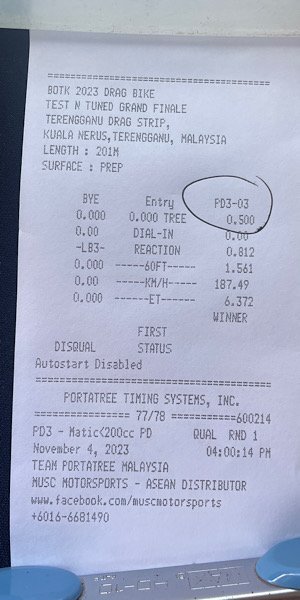 BOTK 2023 DRAG BIKE
TEST N TUNED GRAND FINALE
TERENGGANU DRAG STRIP,
KUALA NERUS,TERENGGANU, MALAYSIA
LENGTH : 201M
SURFACE : PREP
BYE Entry PD3-03
0.000 0.000 TREE 0.500
0.00 DIAL-IN 0.00
-LB3- REACTION 0.812
0.000 ------60FT------ 1.561
0.00 ------KM/H------ 187.49
0.000 -------ET------- 6.372
WINNER
FIRST
DISQUAL STATUS
Autostart Disabled
PORTATREE TIMING SYSTEMS, INC.
============== 77/78 ===========600214
PD3 - Matic<200cc PD QUAL RND 1
November 4, 2023 04:00:14 PM
TEAM PORTATREE MALAYSIA
MUSC MOTORSPORTS - ASEAN DISTRIBUTOR
www.facebook.com/muscmotorsports
+6016-6681490